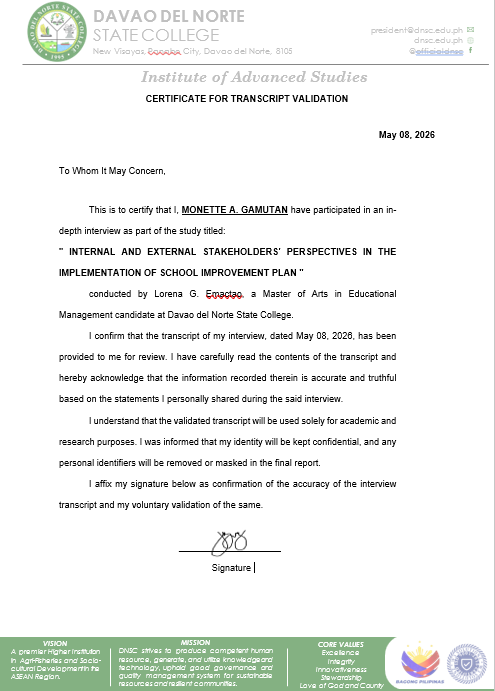 DAVAO DEL NORTE
STATE COLLEGE
New Visayas, Panabo City, Davao del Norte, 8105
president@dnsc.edu.ph
dnsc.edu.ph
@officialdnsc
Institute of Advanced Studies
CERTIFICATE FOR TRANSCRIPT VALIDATION
May 08, 2026
To Whom It May Concern,
This is to certify that I, MONETTE A. GAMUTAN have participated in an in-
depth interview as part of the study titled:
" INTERNAL AND EXTERNAL STAKEHOLDERS' PERSPECTIVES IN THE
IMPLEMENTATION OF SCHOOL IMPROVEMENT PLAN "
conducted by Lorena G. Emactao, a Master of Arts in Educational
Management candidate at Davao del Norte State College.
I confirm that the transcript of my interview, dated May 08, 2026, has been
provided to me for review. I have carefully read the contents of the transcript and
hereby acknowledge that the information recorded therein is accurate and truthful
based on the statements I personally shared during the said interview.
I understand that the validated transcript will be used solely for academic and
research purposes. I was informed that my identity will be kept confidential, and any
personal identifiers will be removed or masked in the final report.
I affix my signature below as confirmation of the accuracy of the interview
transcript and my voluntary validation of the same.
Signature
VISION
A premier Higher Institution
in Agri-Fisheries and Socio-
cultural Development in the
ASEAN Region.
MISSION
DNSC strives to produce competent human
resource, generate, and utilize knowledge and
technology, uphold good governance and
quality management system for sustainable
resources and resilient communities.
CORE VALUES
Excellence
Integrity
Innovativeness
Stewardship
Love of God and Country
BAGONG PILIPINAS